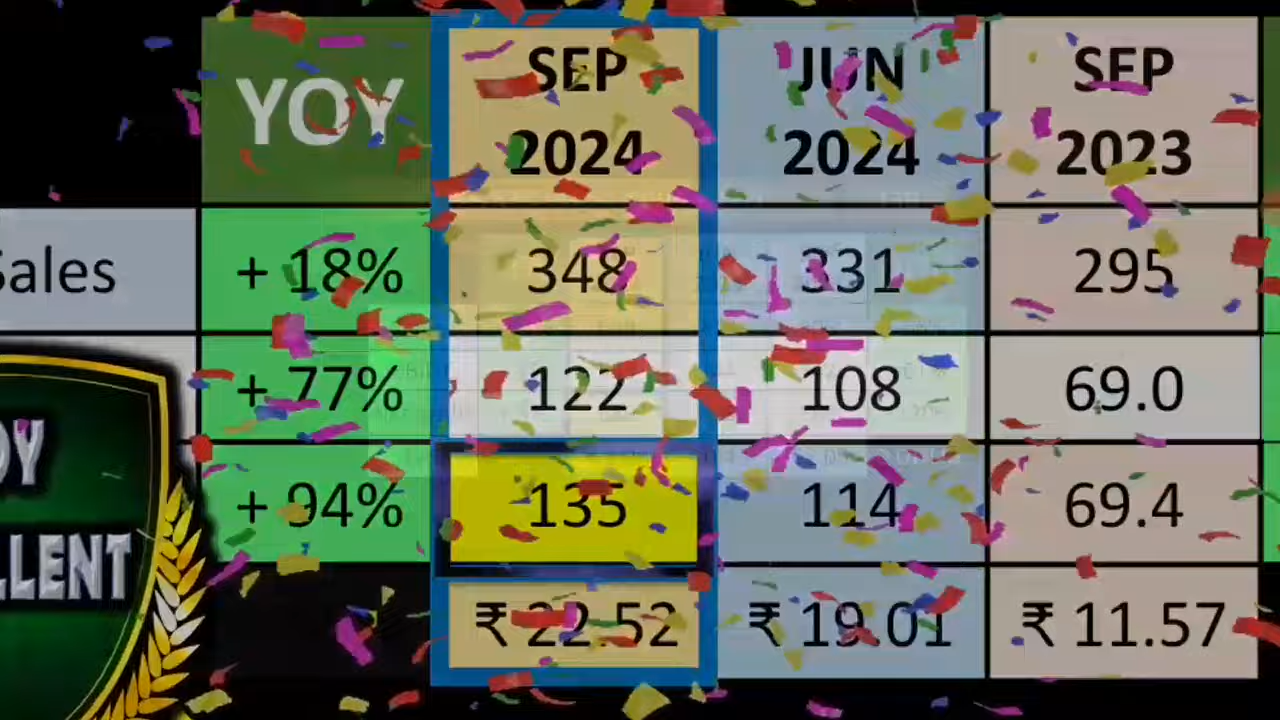 YOY SEP 2024 JUN 2024 SEP 2023
Sales + 18% 348 331 295
+ 77% 122 108 69.0
+ 94% 135 114 69.4
₹ 22.52 ₹ 19.01 ₹ 11.57